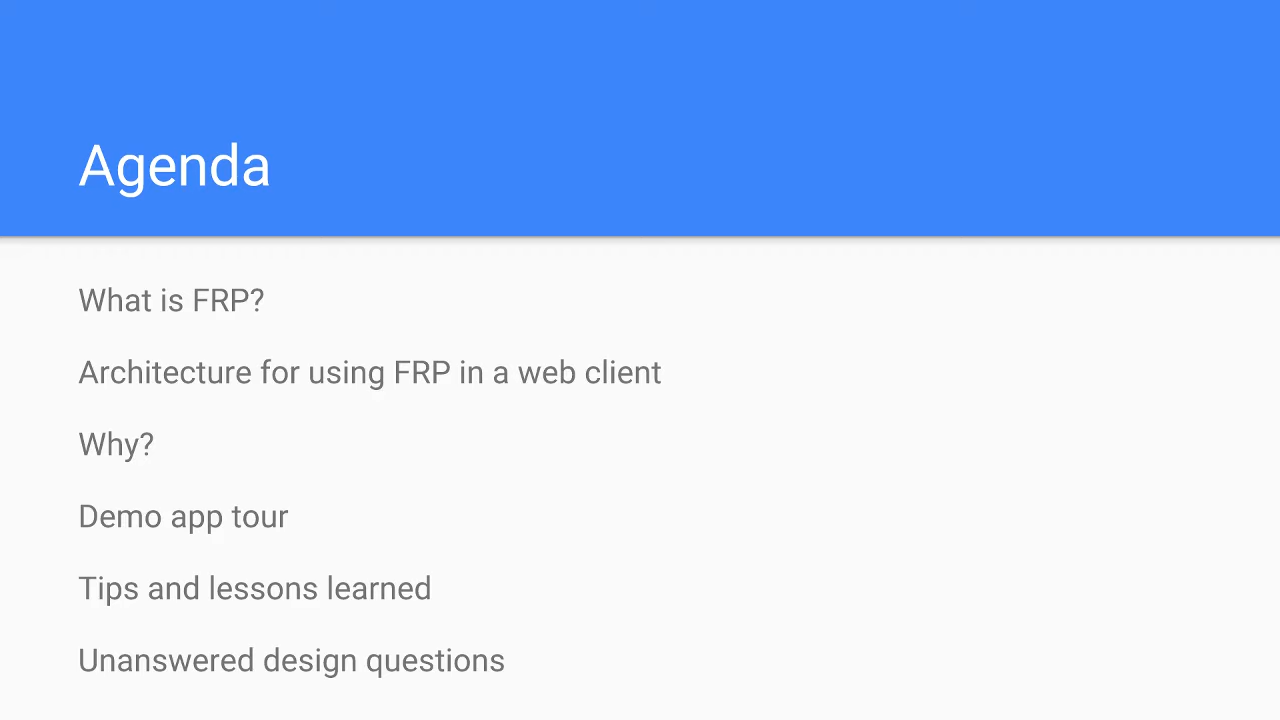 Agenda
What is FRP?
Architecture for using FRP in a web client
Why?
Demo app tour
Tips and lessons learned
Unanswered design questions